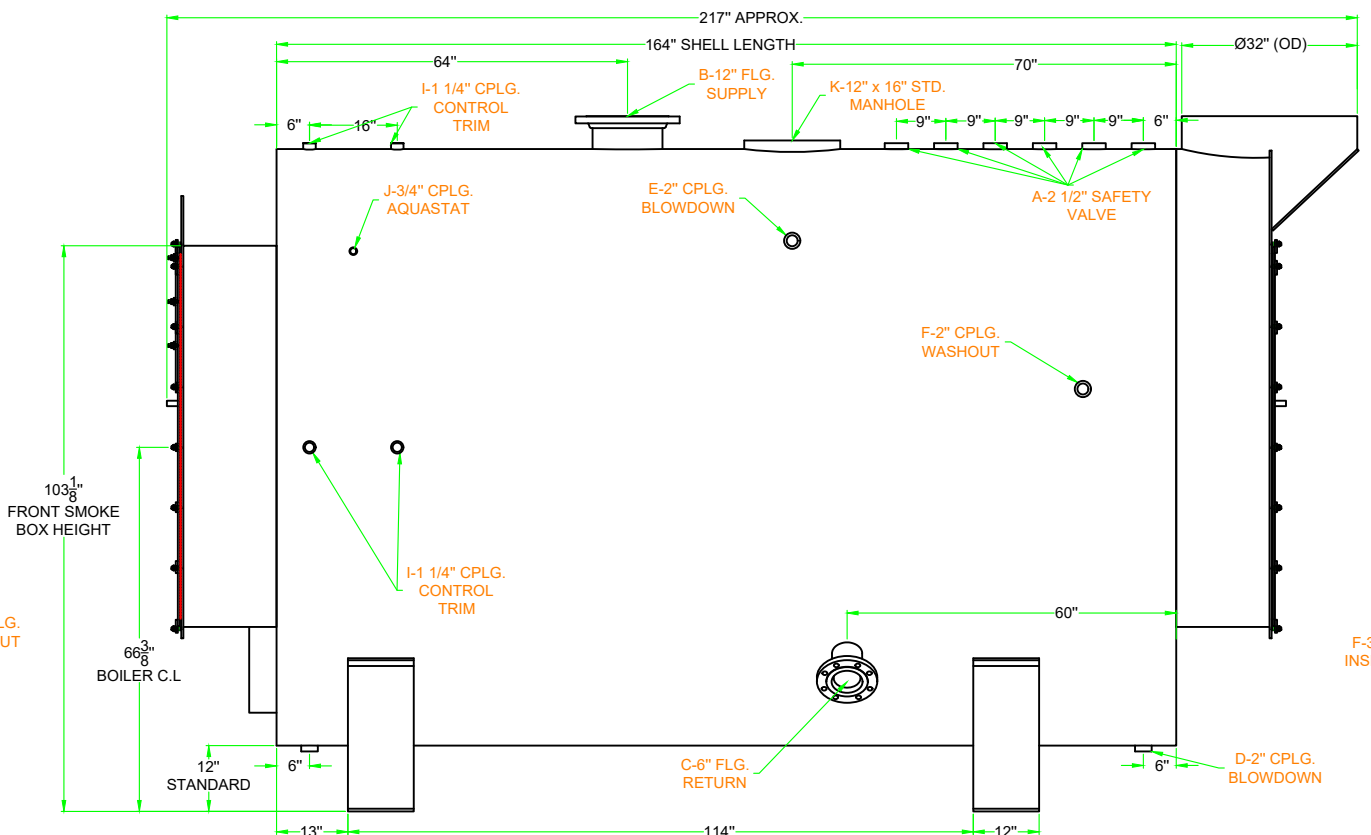 217" APPROX.
164" SHELL LENGTH
Ø32" (OD)
64"
70"
B-12" FLG.
SUPPLY
I-1 1/4" CPLG.
CONTROL
TRIM
K-12" x 16" STD.
MANHOLE
6"
16"
9"
9"
9"
9"
9"
6"
J-3/4" CPLG.
AQUASTAT
E-2" CPLG.
BLOWDOWN
A-2 1/2" SAFETY
VALVE
F-2" CPLG.
WASHOUT
103 1/8"
FRONT SMOKE
BOX HEIGHT
I-1 1/4" CPLG.
CONTROL
TRIM
60"
LG.
UT
66 3/8"
BOILER C.L
F-3
INS
12"
STANDARD
6"
C-6" FLG.
RETURN
6"
D-2" CPLG.
BLOWDOWN
13"
114"
12"